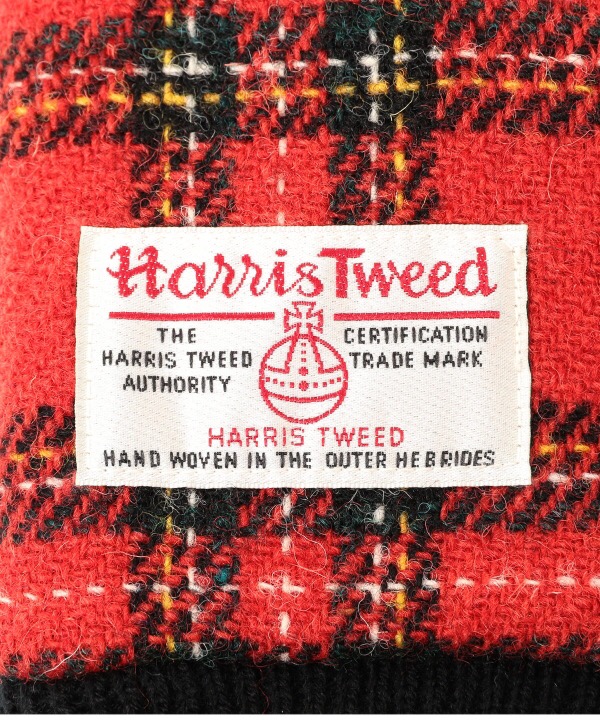 Harris Tweed
THE
HARRIS TWEED
AUTHORITY
CERTIFICATION
TRADE MARK
HARRIS TWEED
HAND WOVEN IN THE OUTER HEBRIDES